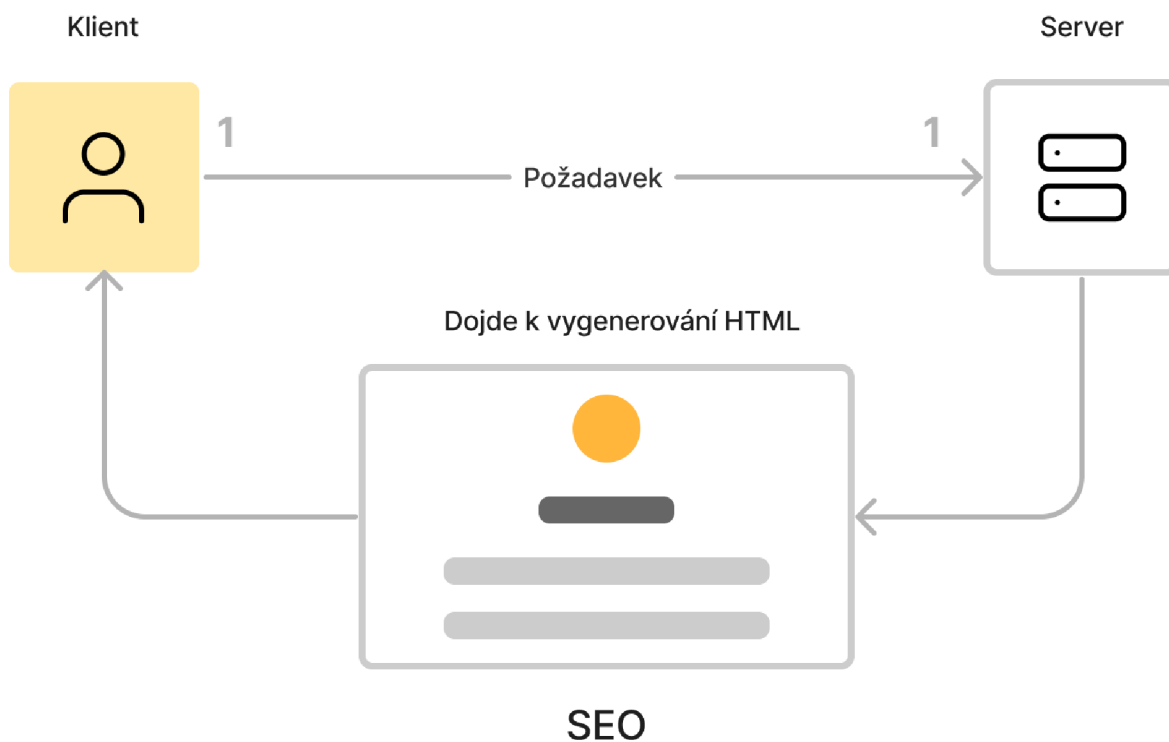 Klient
Server
1
1
Požadavek
Dojde k vygenerování HTML
SEO